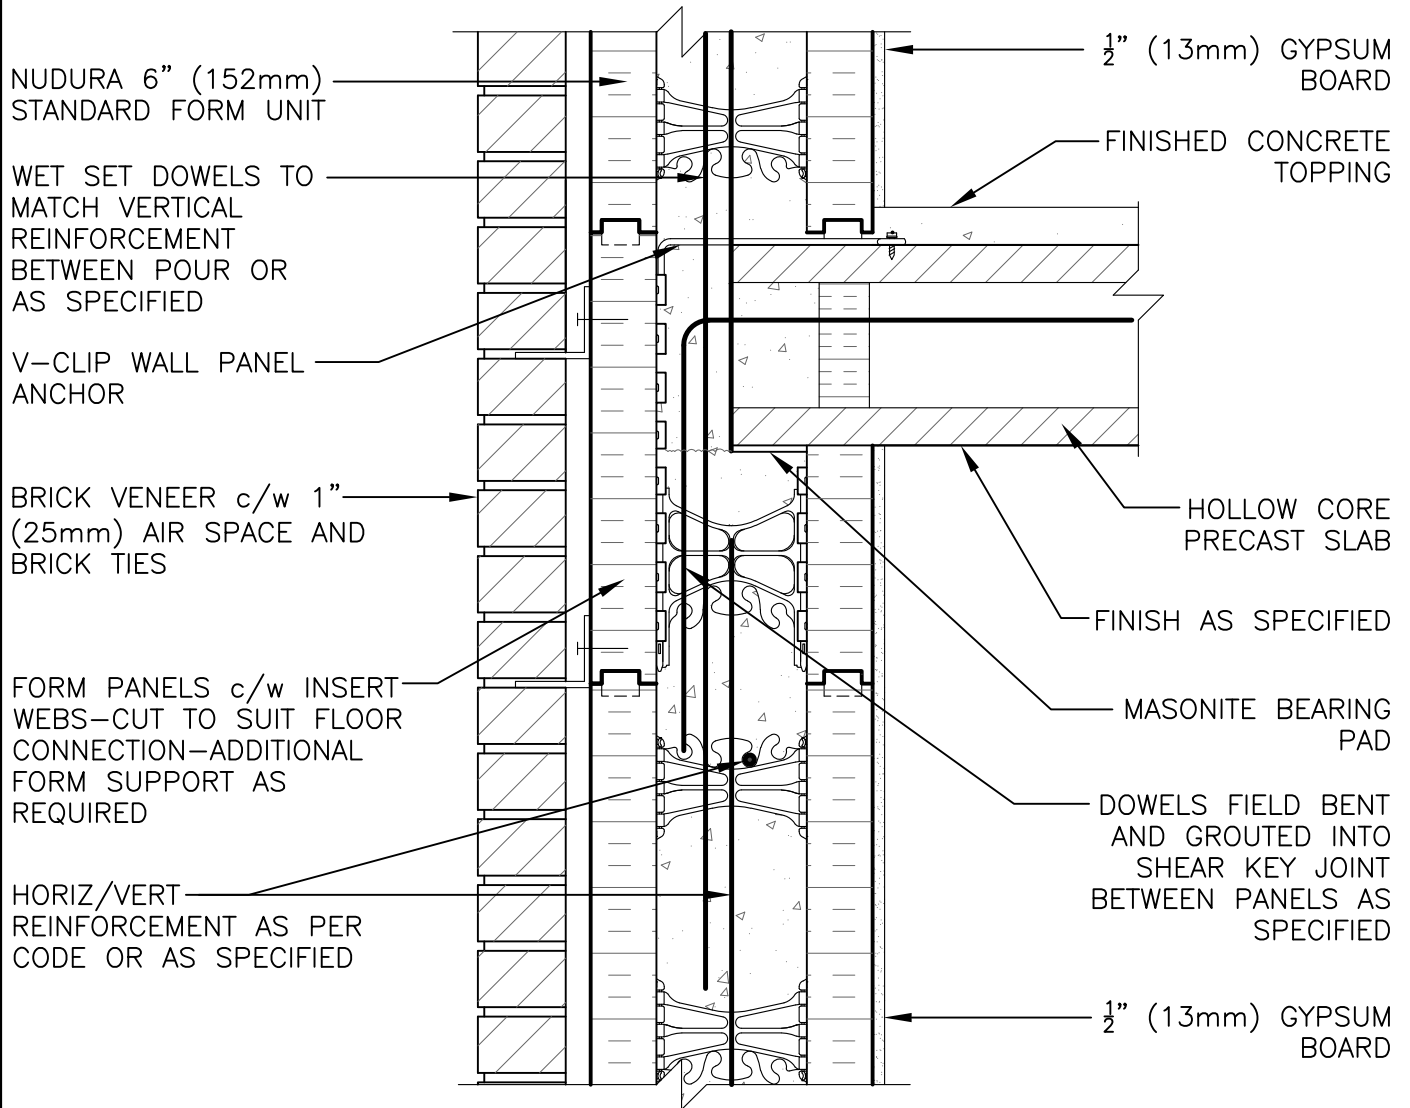 NUDURA 6” (152mm)
STANDARD FORM UNIT
WET SET DOWELS TO
MATCH VERTICAL
REINFORCEMENT
BETWEEN POUR OR
AS SPECIFIED
V-CLIP WALL PANEL
ANCHOR
BRICK VENEER c/w 1”
(25mm) AIR SPACE AND
BRICK TIES
FORM PANELS c/w INSERT
WEBS-CUT TO SUIT FLOOR
CONNECTION-ADDITIONAL
FORM SUPPORT AS
REQUIRED
HORIZ/VERT
REINFORCEMENT AS PER
CODE OR AS SPECIFIED
½” (13mm) GYPSUM
BOARD
FINISHED CONCRETE
TOPPING
HOLLOW CORE
PRECAST SLAB
FINISH AS SPECIFIED
MASONITE BEARING
PAD
DOWELS FIELD BENT
AND GROUTED INTO
SHEAR KEY JOINT
BETWEEN PANELS AS
SPECIFIED
½” (13mm) GYPSUM
BOARD